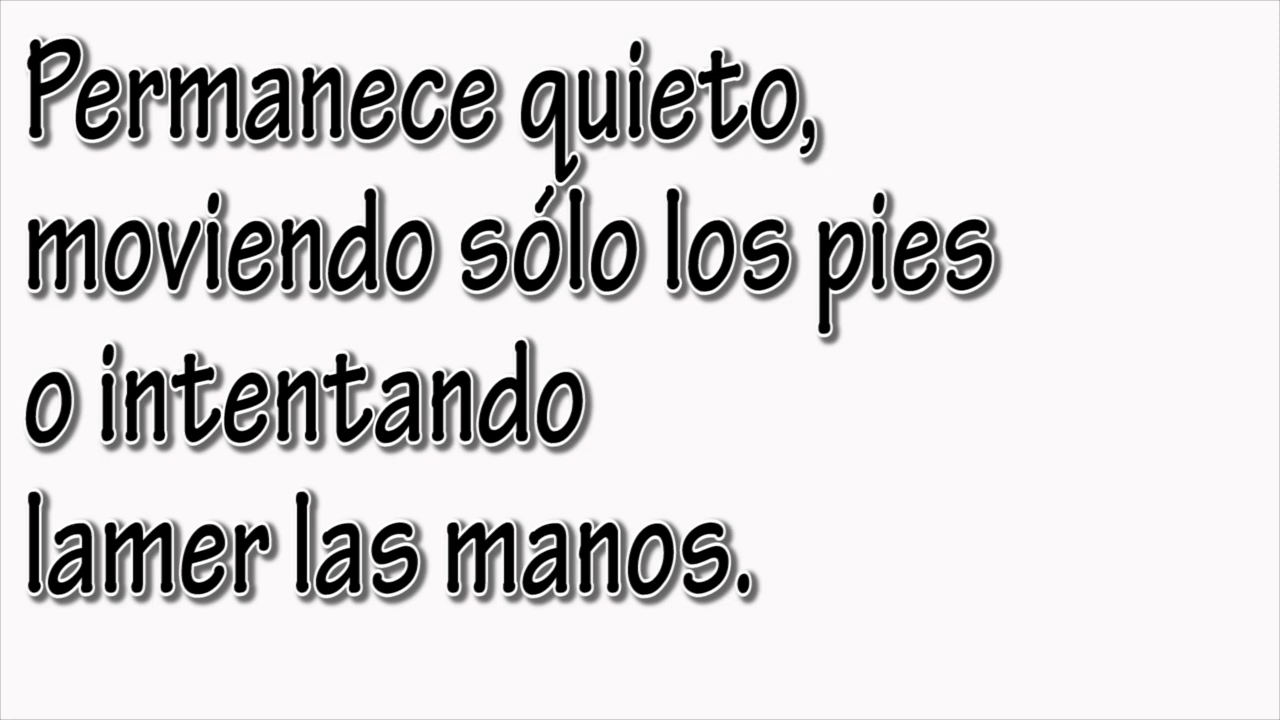 Permanece quieto,
moviendo sólo los pies
o intentando
lamer las manos.